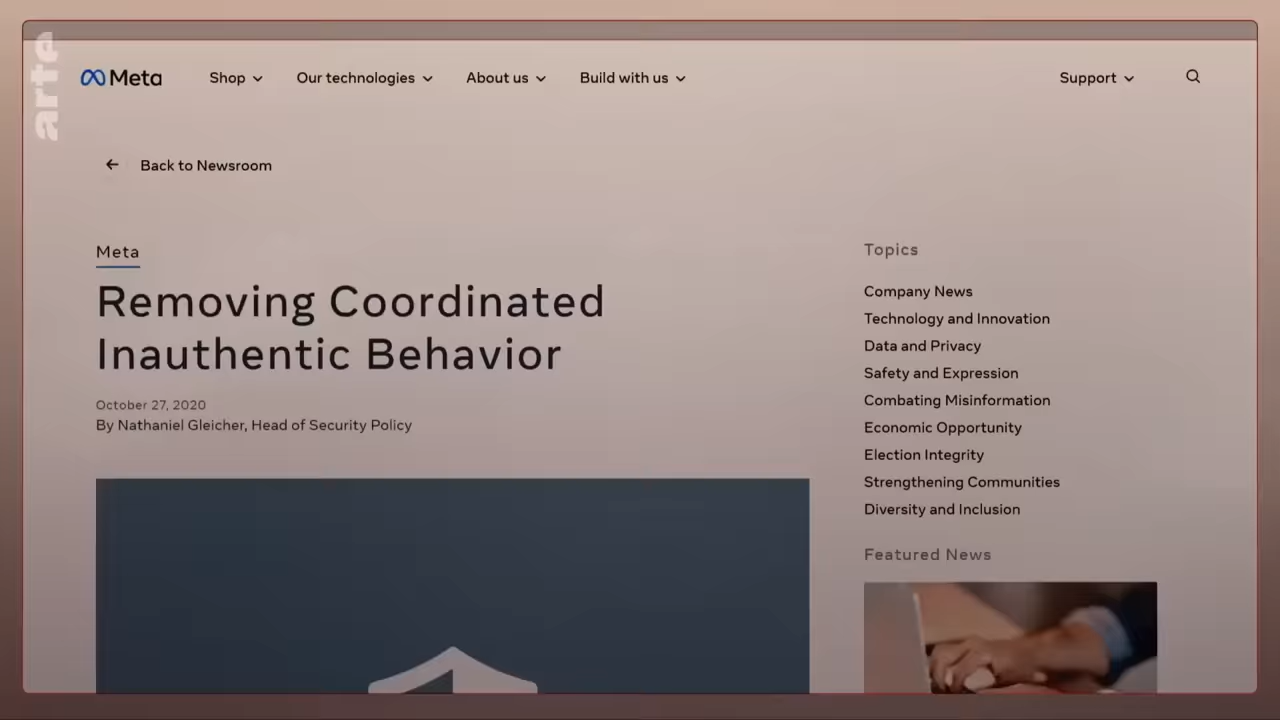 arte
Meta
Shop
Our technologies
About us
Build with us
Support
Back to Newsroom
Meta
Removing Coordinated
Inauthentic Behavior
October 27, 2020
By Nathaniel Gleicher, Head of Security Policy
Topics
Company News
Technology and Innovation
Data and Privacy
Safety and Expression
Combating Misinformation
Economic Opportunity
Election Integrity
Strengthening Communities
Diversity and Inclusion
Featured News